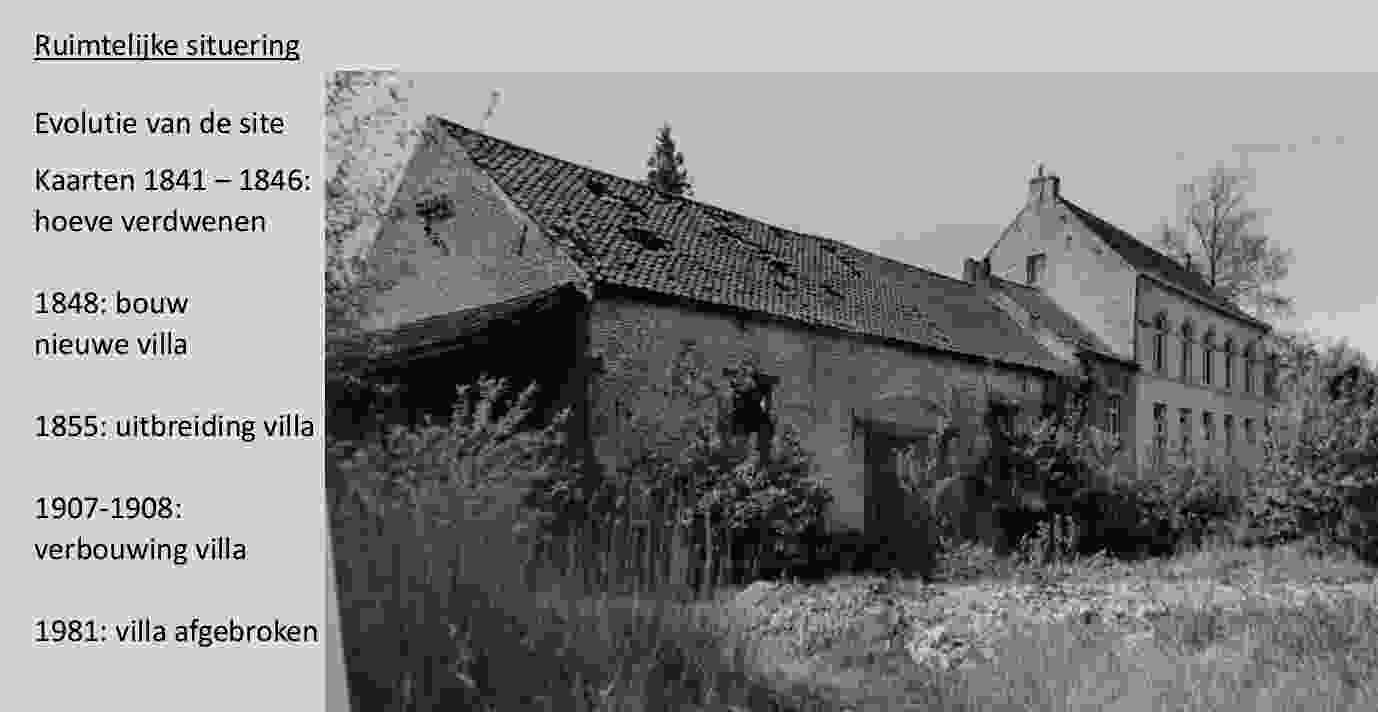 Ruimtelijke situering
Evolutie van de site
Kaarten 1841 – 1846:
hoeve verdwenen
1848: bouw
nieuwe villa
1855: uitbreiding villa
1907-1908:
verbouwing villa
1981: villa afgebroken